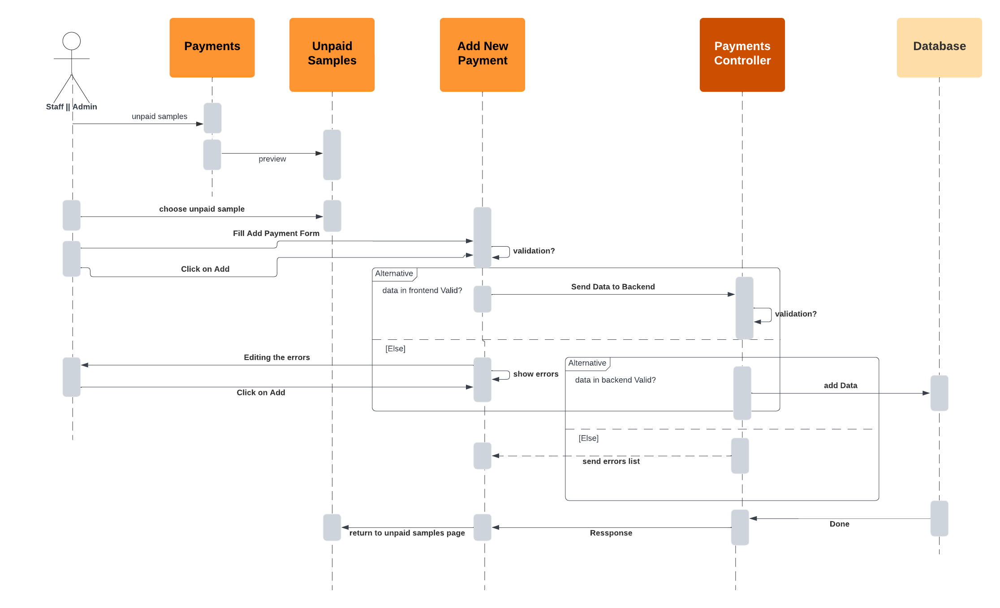 Payments
Unpaid
Samples
Add New
Payment
Payments
Controller
Database
Staff || Admin
unpaid samples
preview
choose unpaid sample
Fill Add Payment Form
validation?
Click on Add
Alternative
data in frontend Valid?
Send Data to Backend
validation?
[Else]
Editing the errors
show errors
Click on Add
Alternative
data in backend Valid?
add Data
[Else]
send errors list
Done
return to unpaid samples page
Ressponse